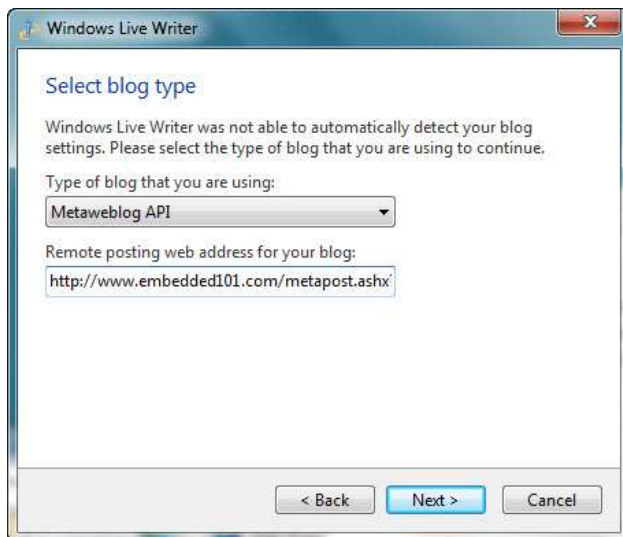 Windows Live Writer
Select blog type
Windows Live Writer was not able to automatically detect your blog
settings. Please select the type of blog that you are using to continue.
Type of blog that you are using:
Metaweblog API
Remote posting web address for your blog:
http://www.embedded101.com/metapost.ashx
< Back Next > Cancel